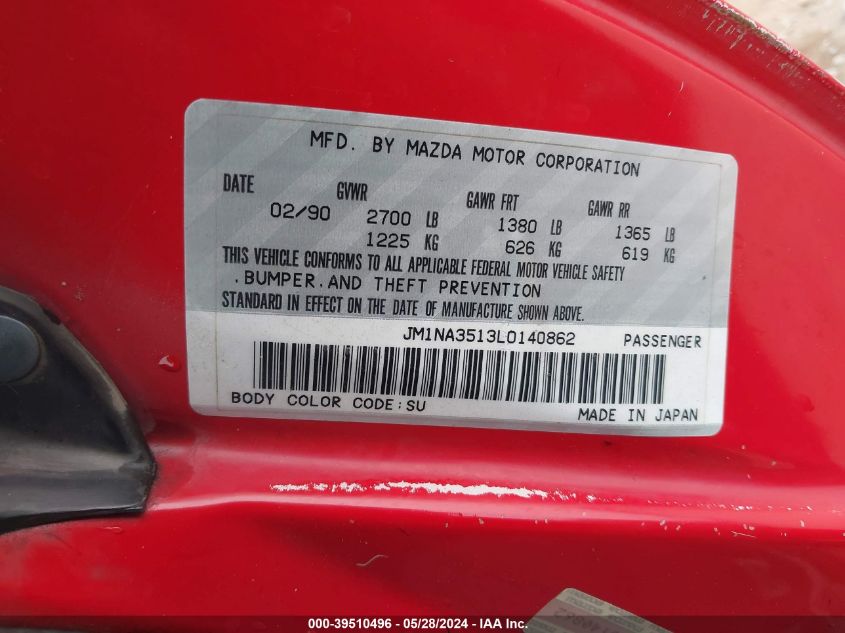 MFD. BY MAZDA MOTOR CORPORATION
DATE GVWR GAWR FRT GAWR RR
02/90 2700 LB 1380 LB 1365 LB
1225 KG 626 KG 619 KG
THIS VEHICLE CONFORMS TO ALL APPLICABLE FEDERAL MOTOR VEHICLE SAFETY
.BUMPER.AND THEFT PREVENTION
STANDARD IN EFFECT ON THE DATE OF MANUFACTURE SHOWN ABOVE.
JM1NA3513L0140862 PASSENGER
BODY COLOR CODE:SU MADE IN JAPAN
000-39510496 - 05/28/2024 - IAA Inc.